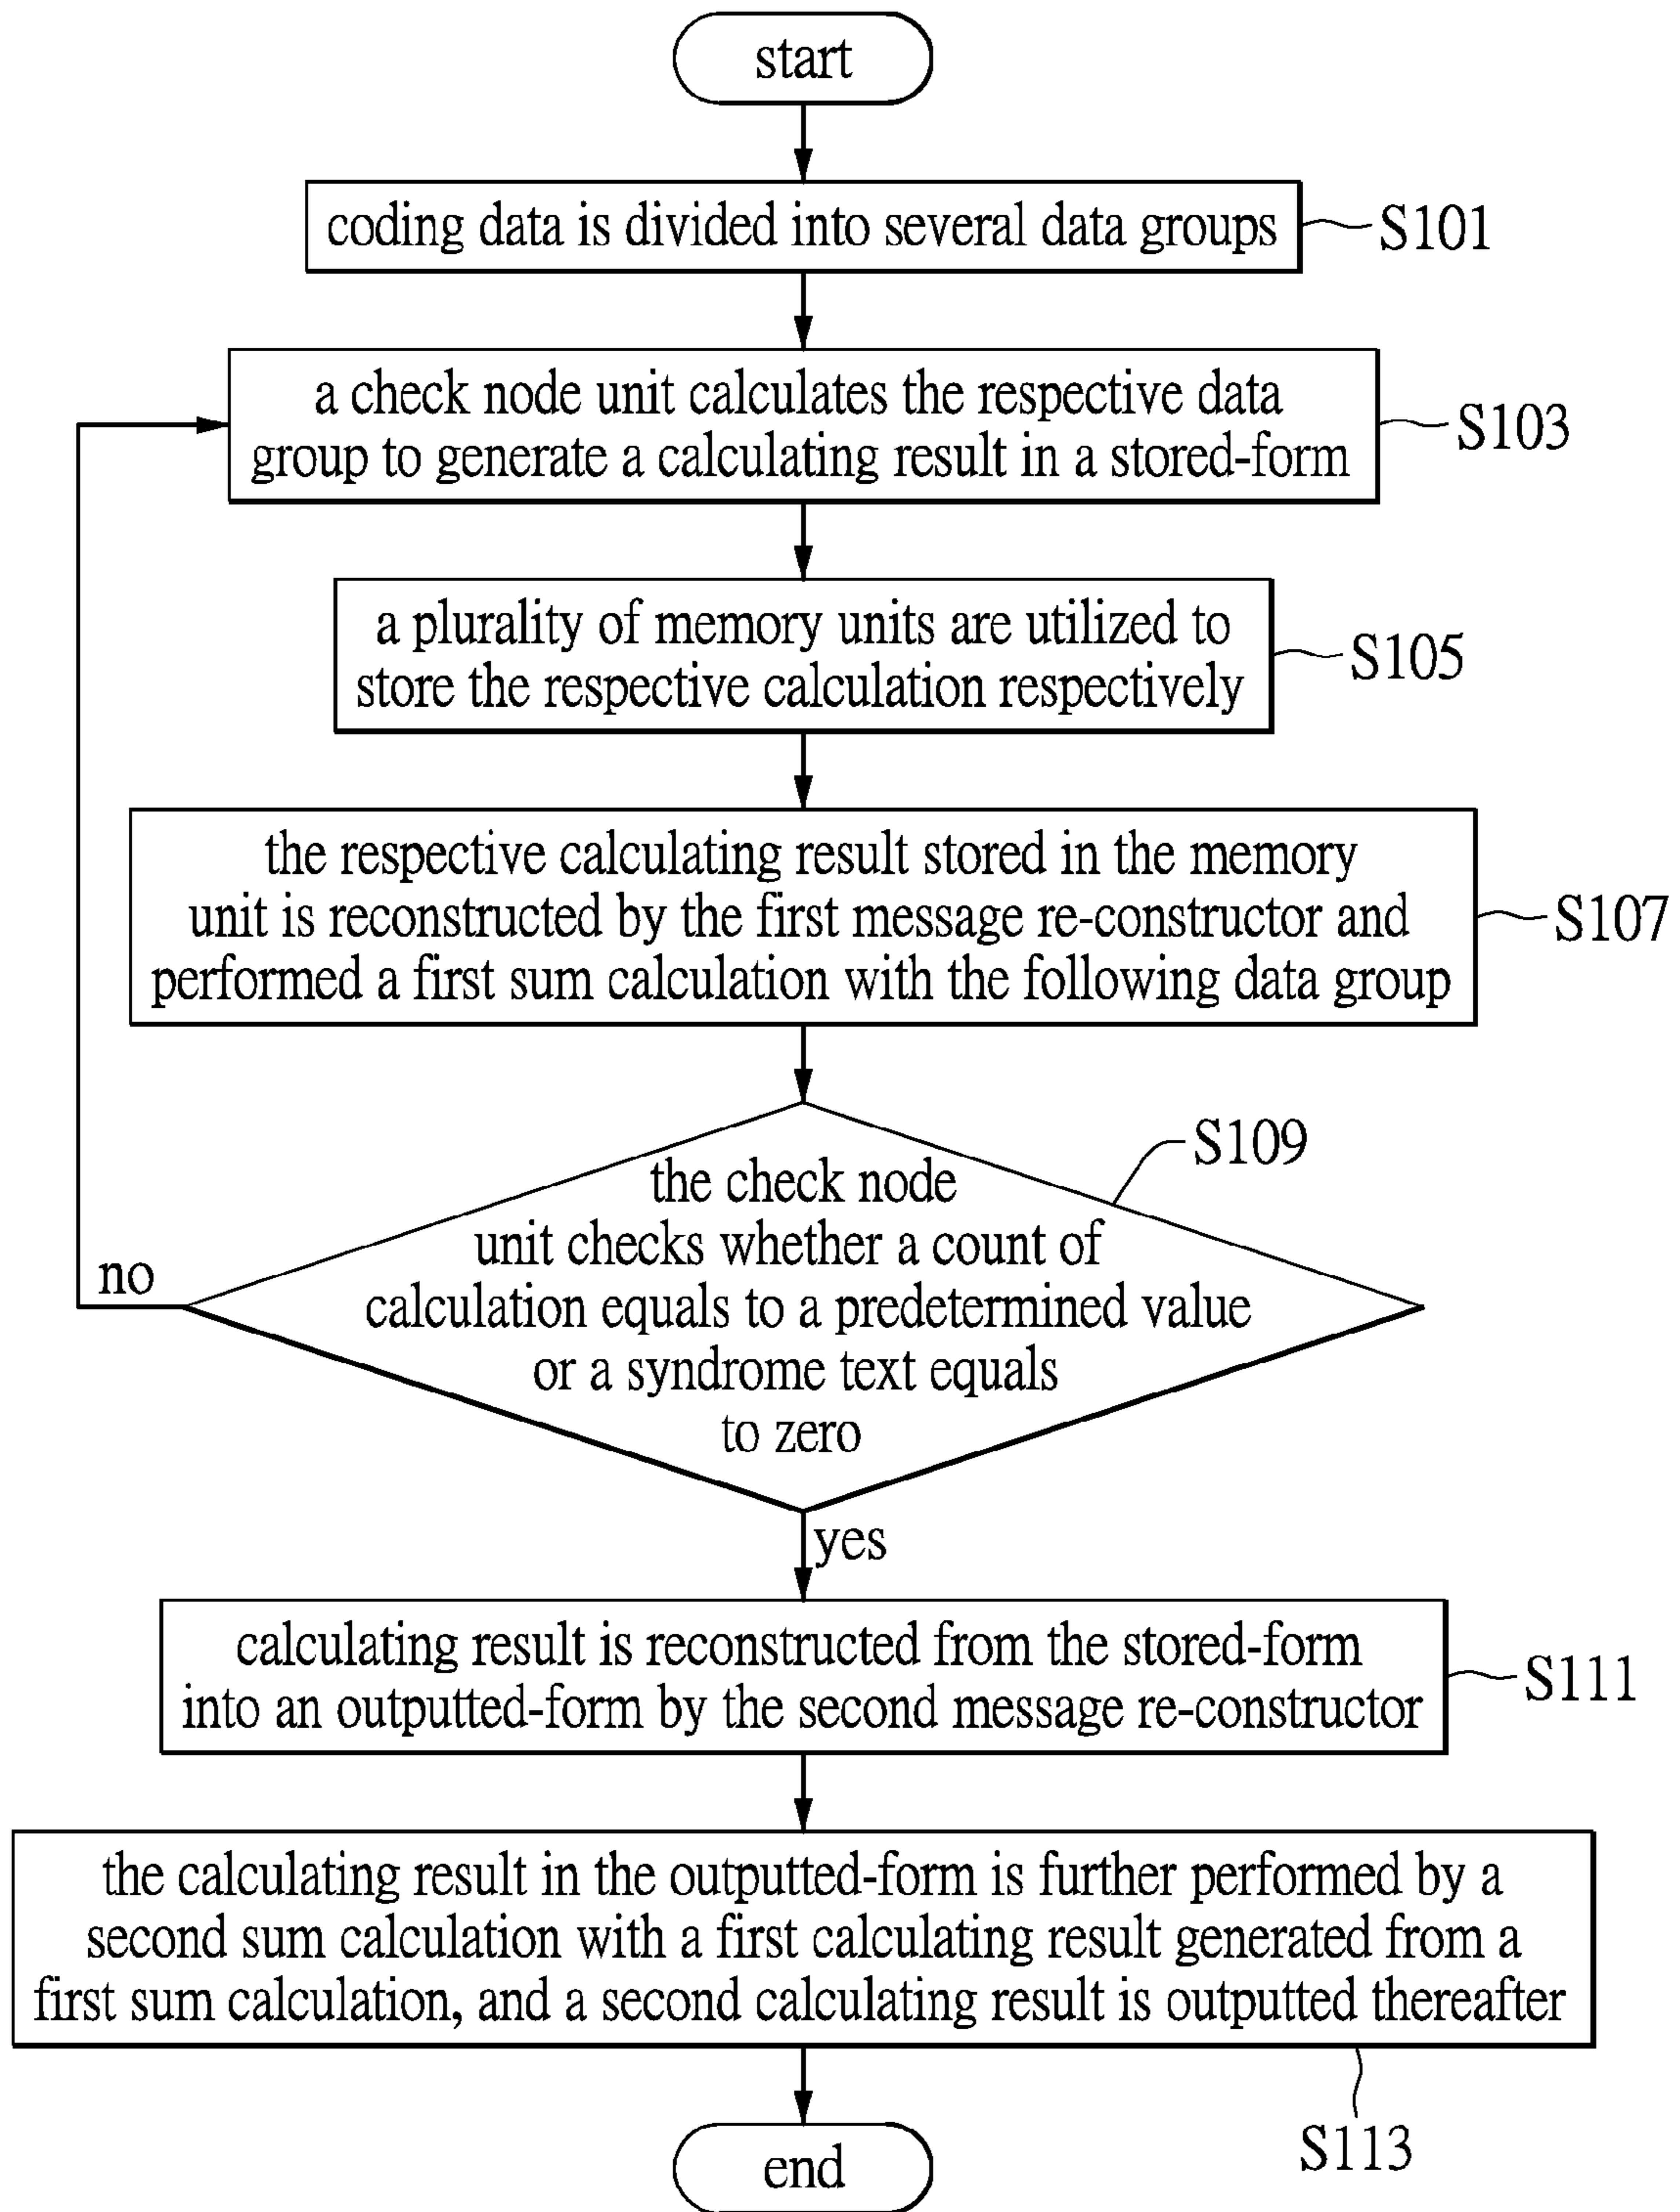 start
coding data is divided into several data groups
S101
a check node unit calculates the respective data
group to generate a calculating result in a stored-form
S103
a plurality of memory units are utilized to
store the respective calculation respectively
S105
the respective calculating result stored in the memory
unit is reconstructed by the first message re-constructor and
performed a first sum calculation with the following data group
S107
S109
the check node
unit checks whether a count of
calculation equals to a predetermined value
or a syndrome text equals
to zero
no
yes
calculating result is reconstructed from the stored-form
into an outputted-form by the second message re-constructor
S111
the calculating result in the outputted-form is further performed by a
second sum calculation with a first calculating result generated from a
first sum calculation, and a second calculating result is outputted thereafter
S113
end